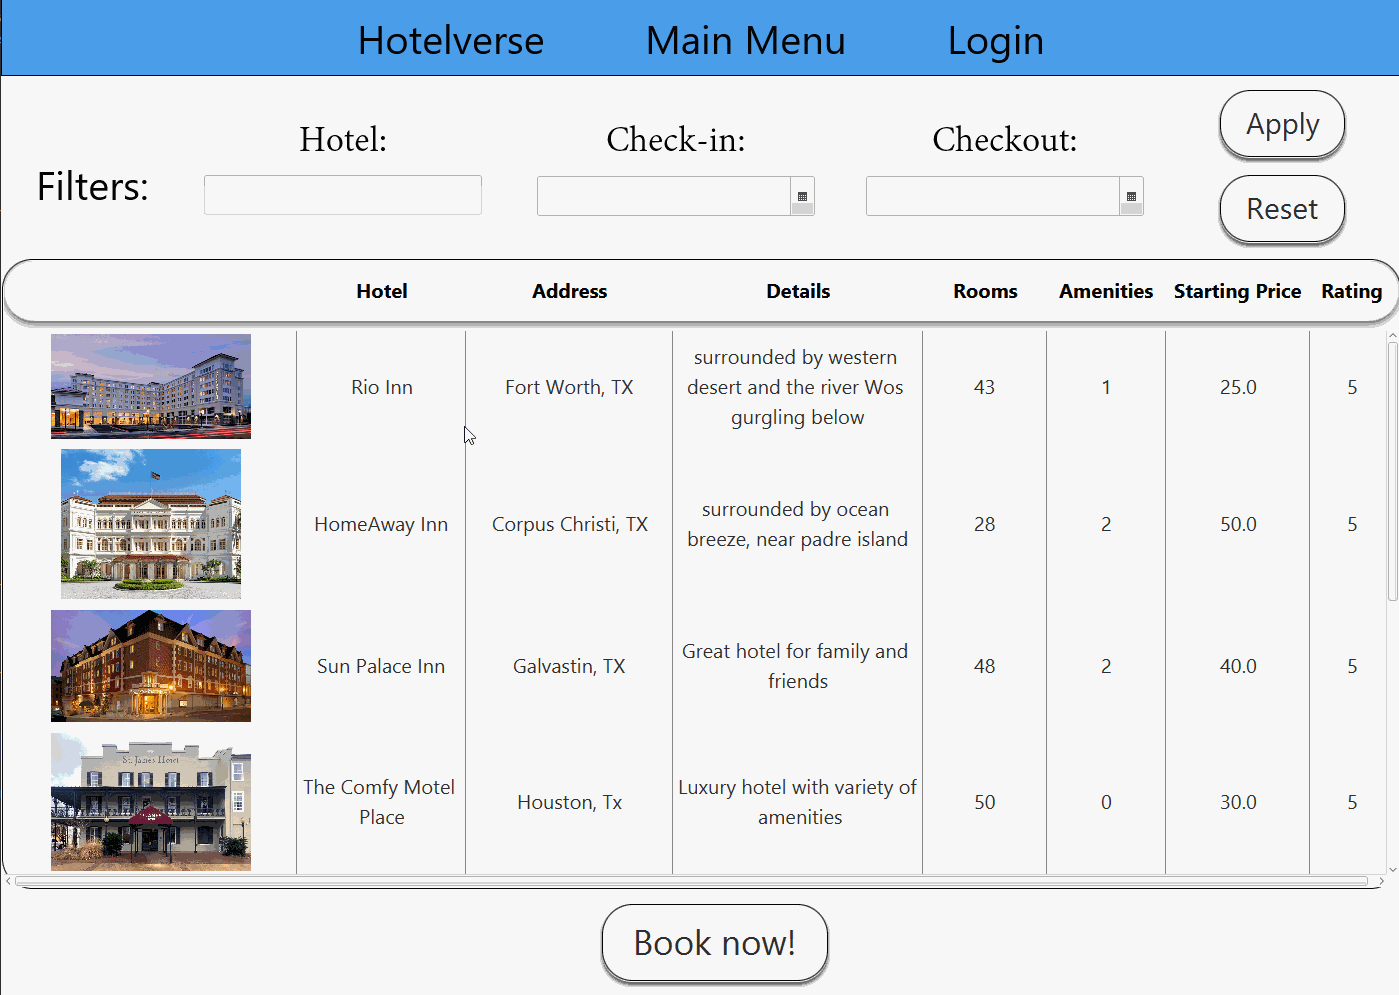 Hotelverse Main Menu Login
Hotel: Check-in: Checkout: Apply
Filters:
Reset
Hotel Address Details Rooms Amenities Starting Price Rating
surrounded by western
Rio Inn Fort Worth, TX desert and the river Wos 43 1 25.0 5
gurgling below
surrounded by ocean
HomeAway Inn Corpus Christi, TX 28 2 50.0 5
breeze, near padre island
Great hotel for family and
Sun Palace Inn Galvastin, TX 48 2 40.0 5
friends
St. James Hotel
The Comfy Motel Luxury hotel with variety of
Houston, Tx 50 0 30.0 5
Place amenities
Book now!